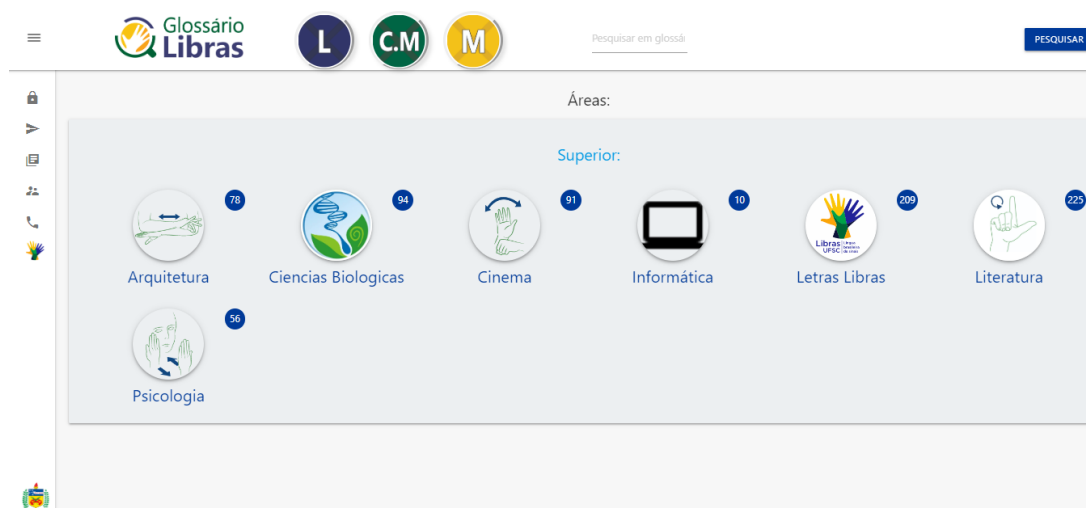 Glossário
Libras
L
C.M
M
Pesquisar em glossá
PESQUISAR
Áreas:
Superior:
78
94
91
10
209
225
Libras
UFSC
Arquitetura
Ciencias Biologicas
Cinema
Informática
Letras Libras
Literatura
56
Psicologia